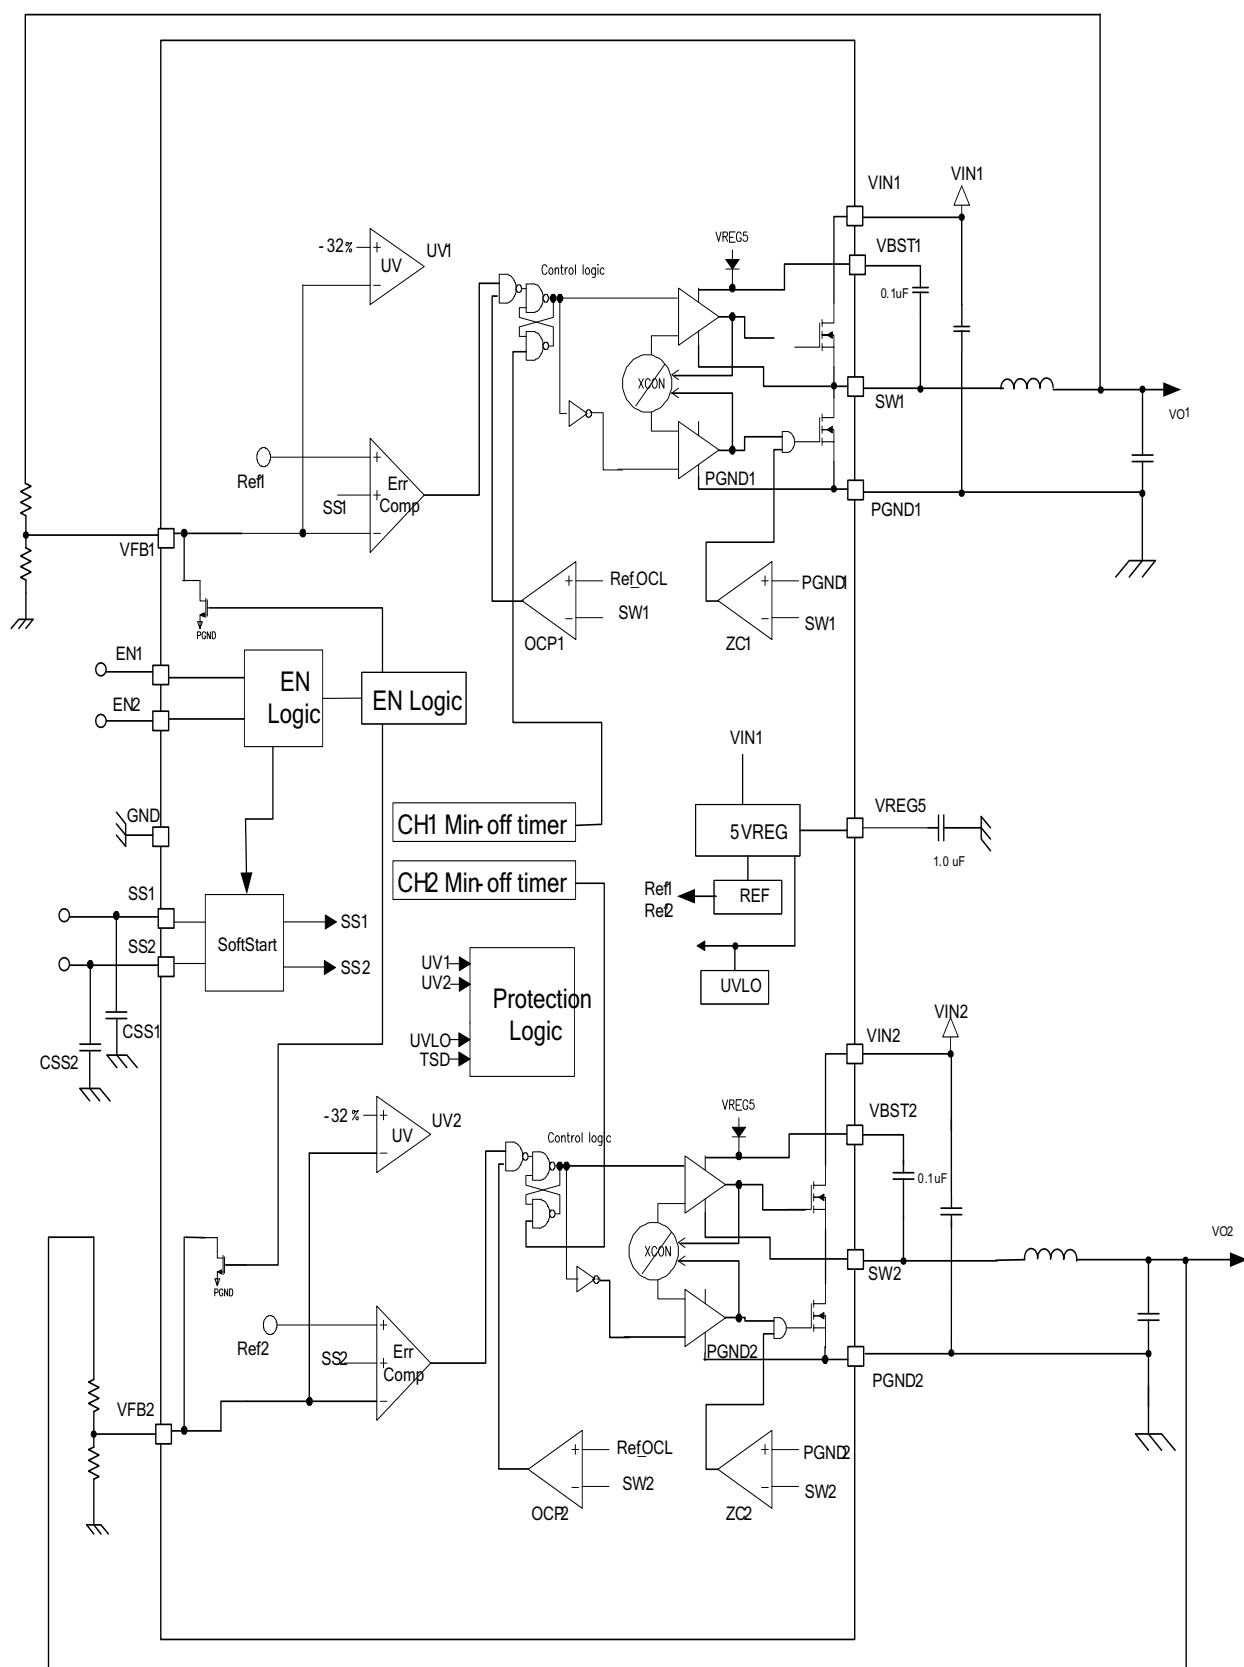 VIN1
VIN1
-32%
UV
UV1
VREG5
VBST1
Control logic
0.1uF
XCON
SW1
VO1
Ref1
Err
Comp
SS1
PGND1
PGND1
VFB1
Ref_OCL
SW1
OCP1
PGND1
SW1
ZC1
PGND
EN1
EN2
EN
Logic
EN Logic
VIN1
GND
CH1 Min-off timer
5VREG
VREG5
1.0 uF
CH2 Min-off timer
Ref1
Ref2
REF
SS1
SS2
SoftStart
SS1
SS2
UV1
UV2
UVLO
TSD
Protection
Logic
UVLO
CSS1
CSS2
VIN2
VIN2
-32%
UV
UV2
VREG5
VBST2
Control logic
0.1uF
XCON
SW2
VO2
PGND
Ref2
Err
Comp
SS2
PGND2
PGND2
VFB2
Ref_OCL
SW2
OCP2
PGND2
SW2
ZC2